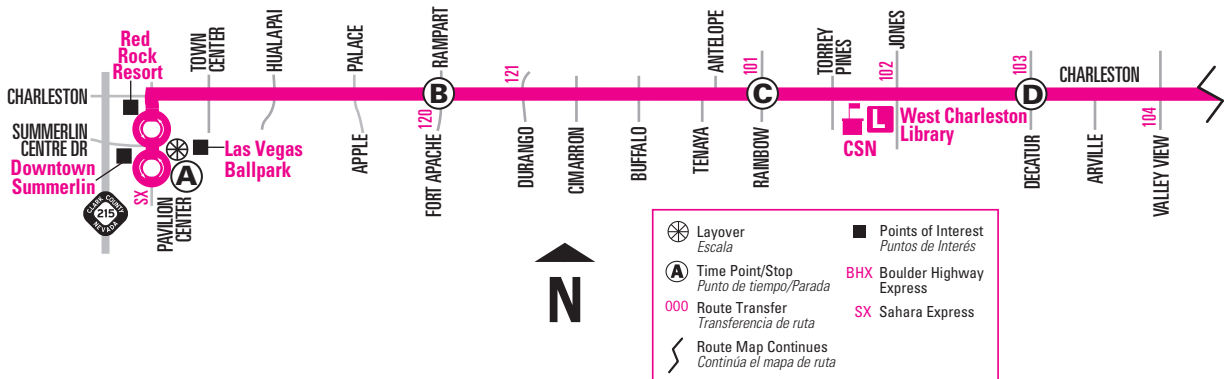 Red
Rock
Resort
TOWN
CENTER
HUALAPAI
PALACE
RAMPART
121
ANTELOPE
101
TORREY
PINES
102
JONES
103
CHARLESTON
CHARLESTON
B
C
D
SUMMERLIN
CENTRE DR
Downtown
Summerlin
Las Vegas
Ballpark
A
SX
PAVILION
CENTER
CLARK COUNTY
215
NEVADA
APPLE
120
FORT APACHE
DURANGO
CIMARRON
BUFFALO
TENAYA
RAINBOW
CSN
L
West Charleston
Library
DECATUR
ARVILLE
104
VALLEY VIEW
N
Layover
Escala
A
Time Point/Stop
Punto de tiempo/Parada
000
Route Transfer
Transferencia de ruta
Route Map Continues
Continúa el mapa de ruta
Points of Interest
Puntos de Interés
BHX
Boulder Highway
Express
SX
Sahara Express